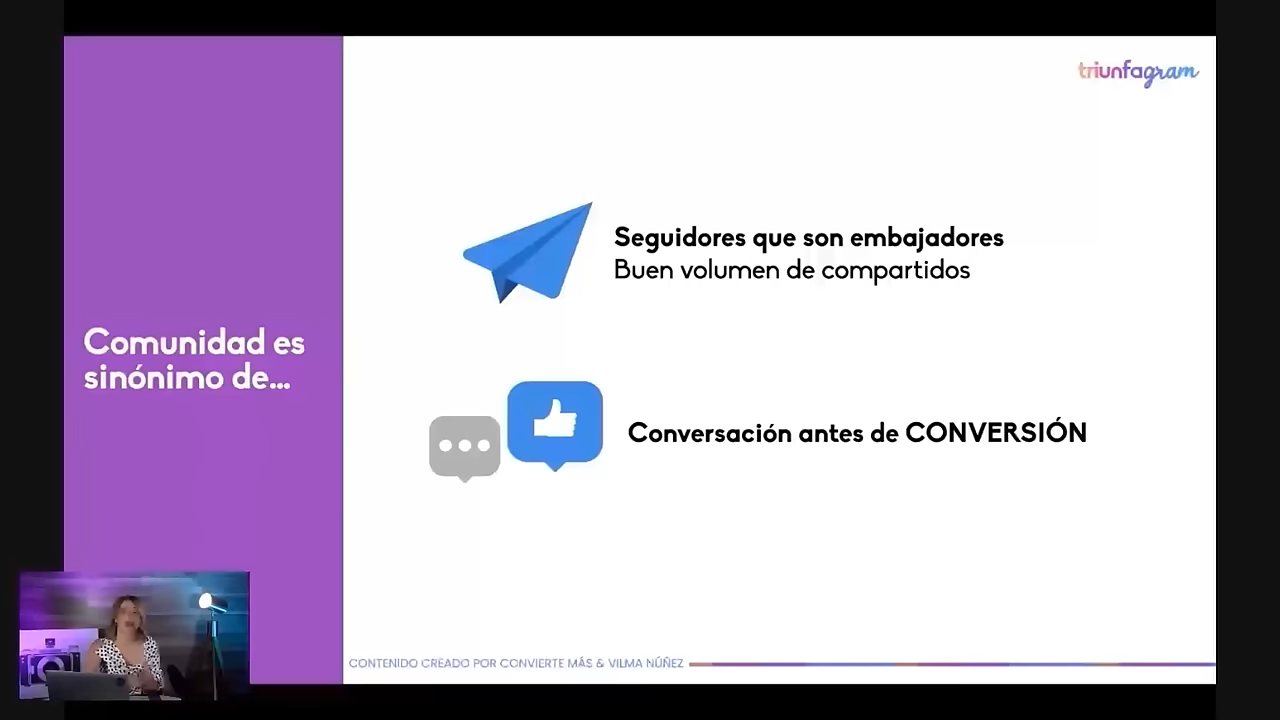 triunfagram
Seguidores que son embajadores
Buen volumen de compartidos
Comunidad es
sinónimo de...
Conversación antes de CONVERSIÓN
CONTENIDO CREADO POR CONVIERTE MÁS & VILMA NÚÑEZ